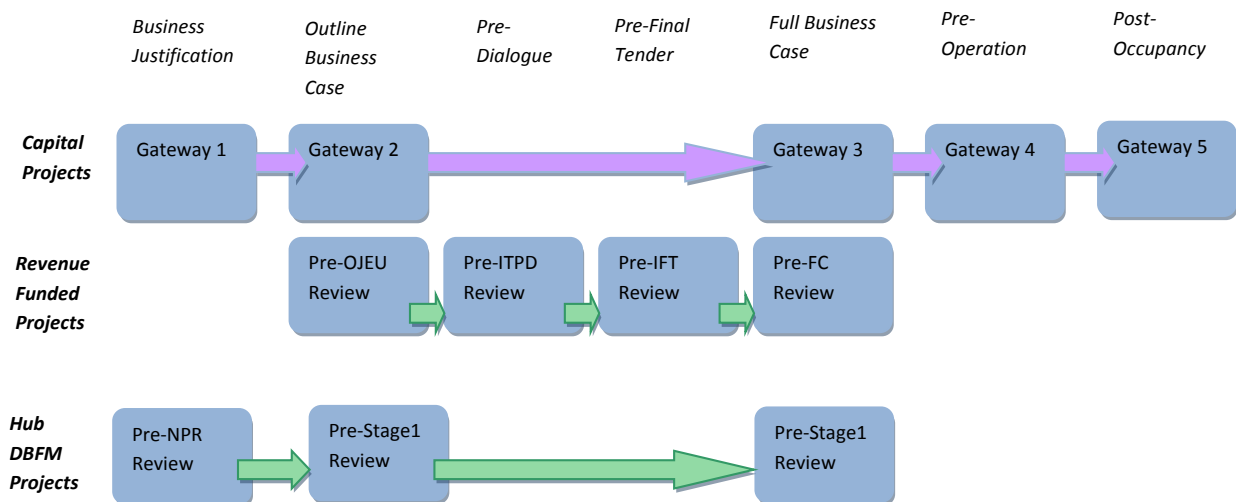 Business
Justification
Outline
Business
Case
Pre-
Dialogue
Pre-Final
Tender
Full Business
Case
Pre-
Operation
Post-
Occupancy
Capital
Projects
Gateway 1
Gateway 2
Gateway 3
Gateway 4
Gateway 5
Revenue
Funded
Projects
Pre-OJEU
Review
Pre-ITPD
Review
Pre-IFT
Review
Pre-FC
Review
Hub
DBFM
Projects
Pre-NPR
Review
Pre-Stage1
Review
Pre-Stage1
Review